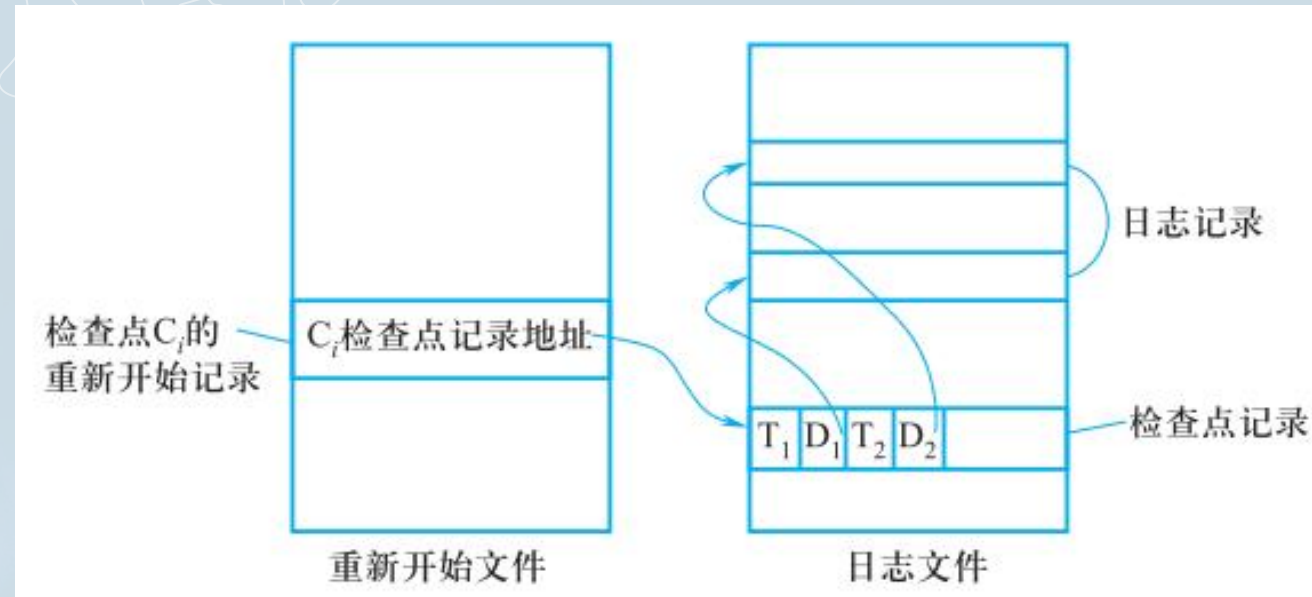 日志记录
检查点Cᵢ的
重新开始记录
Cᵢ检查点记录地址
T₁ D₁ T₂ D₂
检查点记录
重新开始文件
日志文件